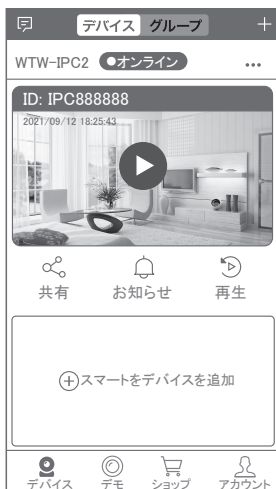 デバイス グループ
WTW-IPC2 ●オンライン
ID: IPC888888
2021/09/12 18:25:43
共有 お知らせ 再生
スマートをデバイスを追加
デバイス デモ ショップ アカウント